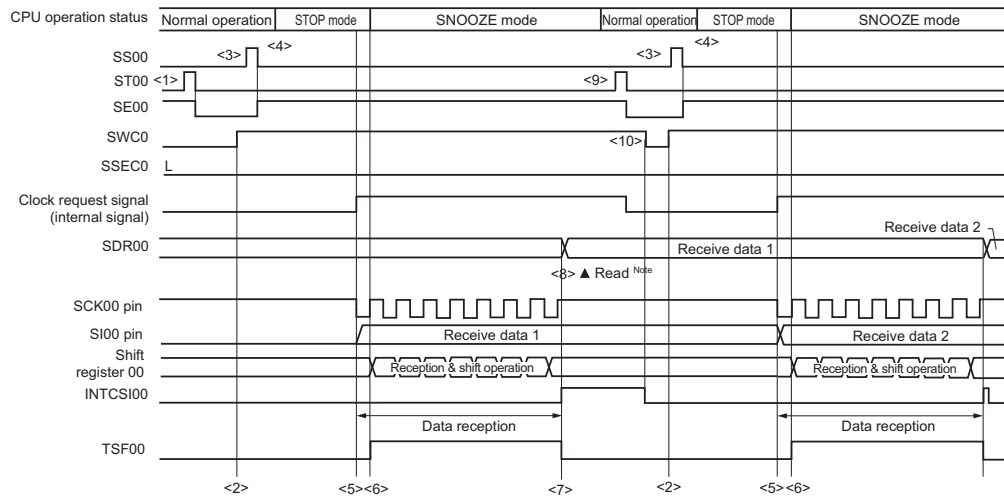 CPU operation status Normal operation STOP mode SNOOZE mode Normal operation STOP mode SNOOZE mode
SS00 <3> <4> <3> <4>
ST00 <1> <9>
SE00
SWC0 <10>
SSEC0 L
Clock request signal
(internal signal)
Receive data 2
SDR00 Receive data 1
<8> ▲ Read Note
SCK00 pin
SI00 pin Receive data 1 Receive data 2
Shift
register 00 Reception & shift operation Reception & shift operation
INTCSI00
Data reception Data reception
TSF00
<2> <5> <6> <7> <2> <5> <6>